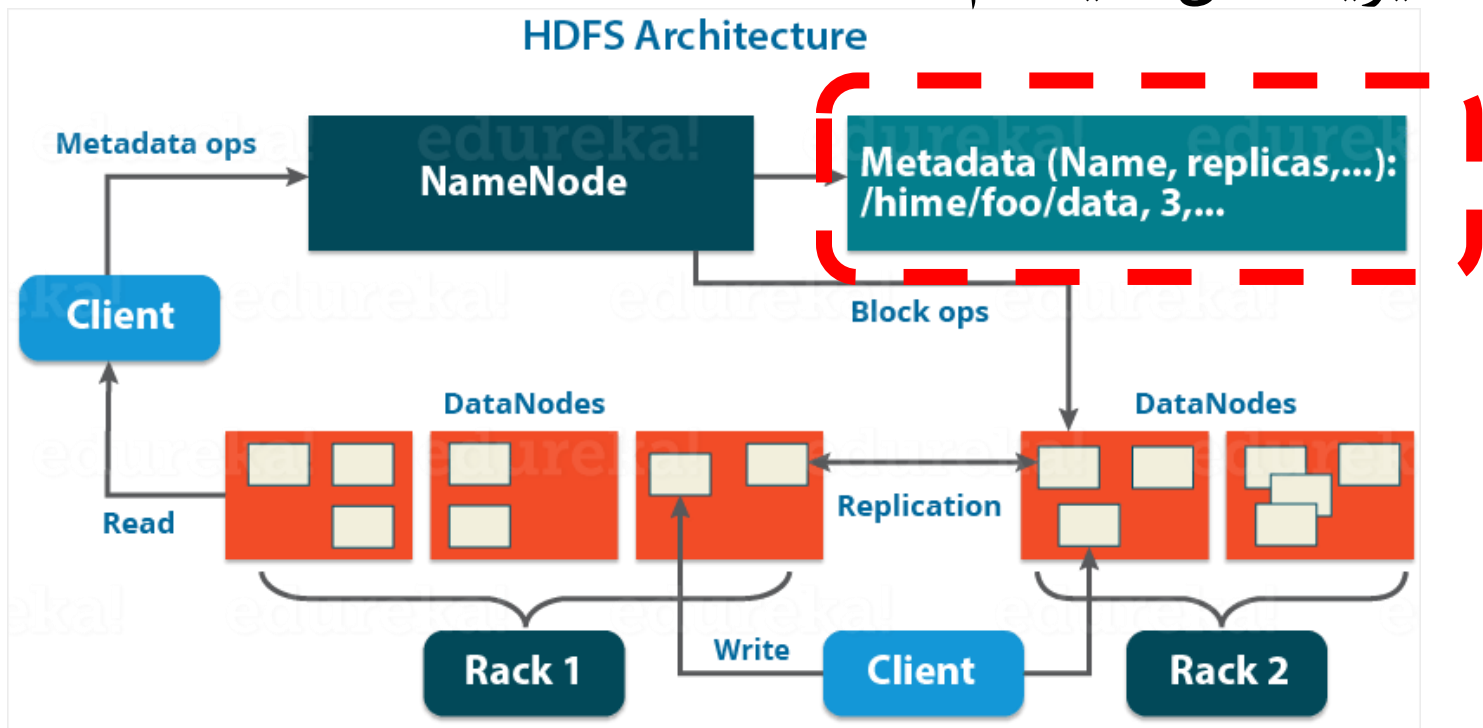 HDFS Architecture
Metadata ops
NameNode
Metadata (Name, replicas,...):
/hime/foo/data, 3,...
Client
Block ops
DataNodes
DataNodes
Read
Replication
Write
Client
Rack 1
Rack 2
edureka!